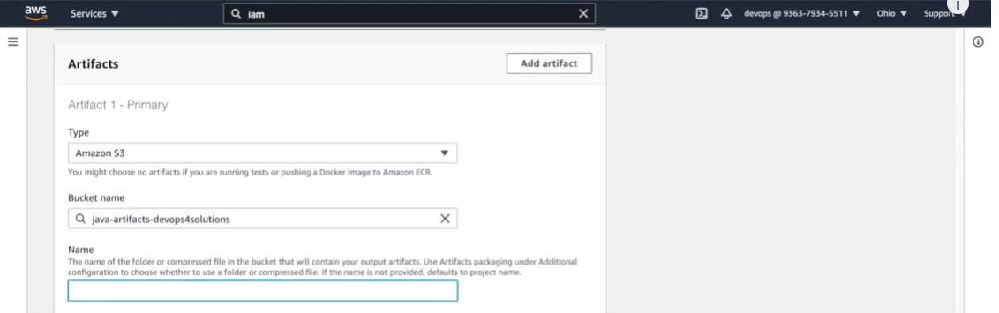 aws Services ▼ iam devops @ 9363-7934-5511 ▼ Ohio ▼ Support ▼
Artifacts Add artifact
Artifact 1 - Primary
Type
Amazon S3
You might choose no artifacts if you are running tests or pushing a Docker image to Amazon ECR.
Bucket name
java-artifacts-devops4solutions
Name
The name of the folder or compressed file in the bucket that will contain your output artifacts. Use Artifacts packaging under Additional
configuration to choose whether to use a folder or compressed file. If the name is not provided, defaults to project name.